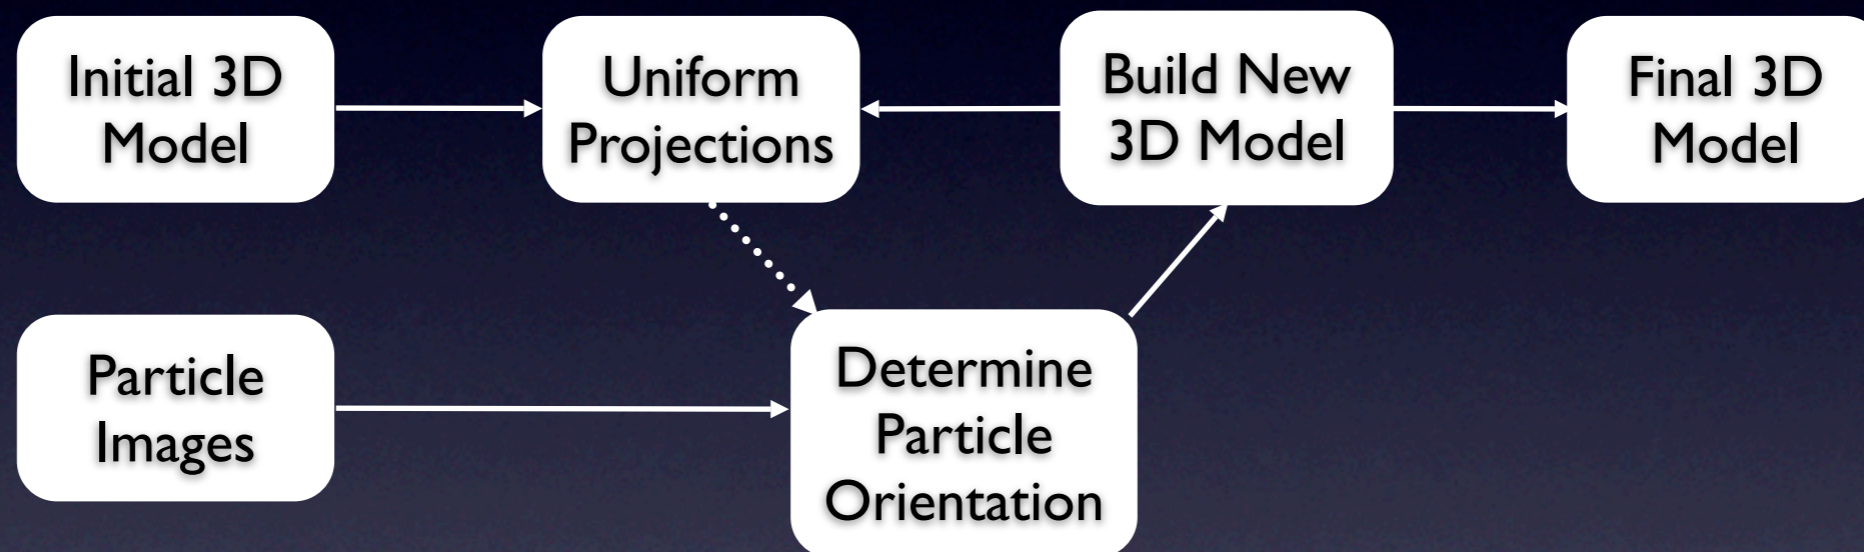 Initial 3D
Model
Uniform
Projections
Build New
3D Model
Final 3D
Model
Particle
Images
Determine
Particle
Orientation